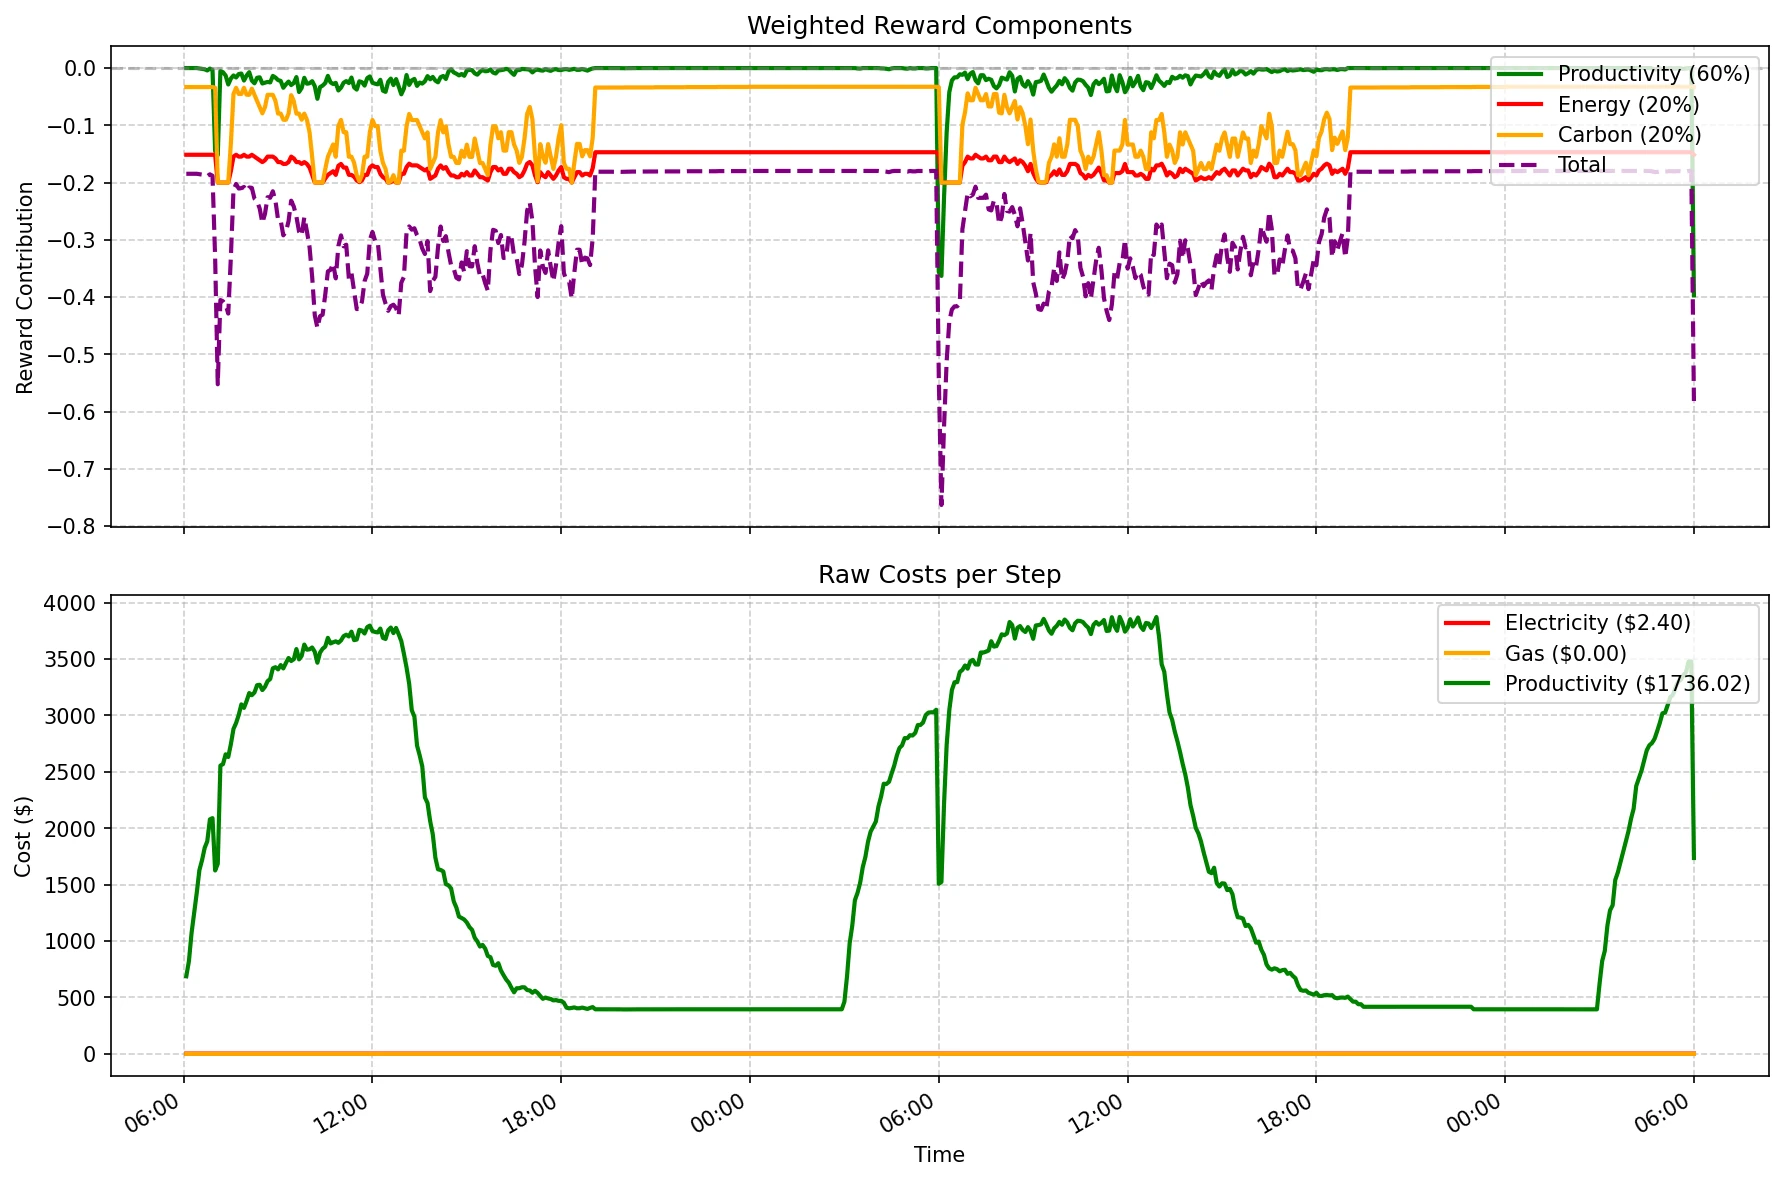 Weighted Reward Components
0.0
−0.1
−0.2
−0.3
−0.4
−0.5
−0.6
−0.7
−0.8
Reward Contribution
Productivity (60%)
Energy (20%)
Carbon (20%)
Total
Raw Costs per Step
4000
3500
3000
2500
2000
1500
1000
500
0
Cost ($)
Electricity ($2.40)
Gas ($0.00)
Productivity ($1736.02)
06:00
12:00
18:00
00:00
06:00
12:00
18:00
00:00
06:00
Time